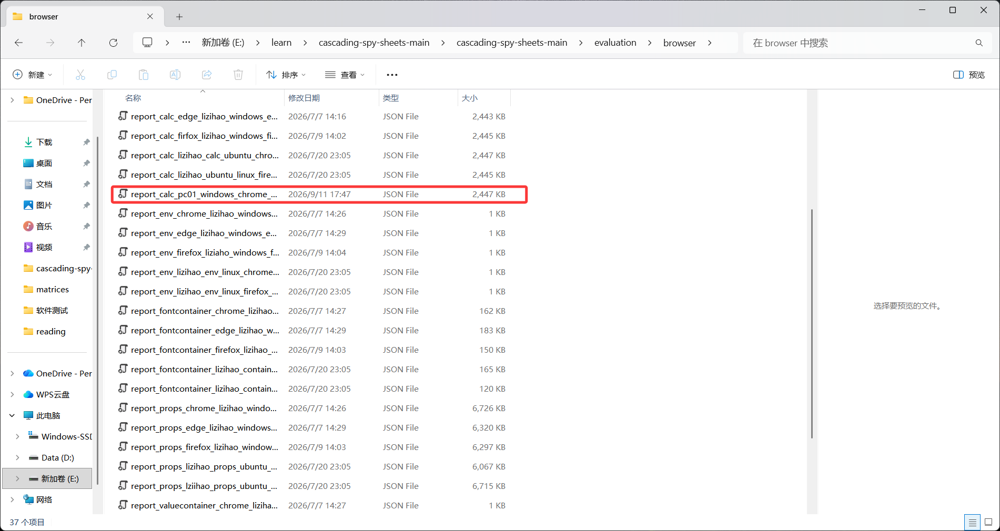 browser
新加卷 (E:) learn cascading-spy-sheets-main cascading-spy-sheets-main evaluation browser
在 browser 中搜索
新建 排序 查看 预览
OneDrive - Per
下载
桌面
文档
图片
音乐
视频
cascading-spy-
matrices
软件测试
reading
OneDrive - Per
WPS云盘
此电脑
Windows-SSD
Data (D:)
新加卷 (E:)
网络
名称 修改日期 类型 大小
report_calc_edge_lizihao_windows_e... 2026/7/7 14:16 JSON File 2,443 KB
report_calc_firfox_lizihao_windows_fi... 2026/7/9 14:02 JSON File 2,445 KB
report_calc_lizihao_calc_ubuntu_chro... 2026/7/20 23:05 JSON File 2,447 KB
report_calc_lizihao_ubuntu_linux_fire... 2026/7/20 23:05 JSON File 2,445 KB
report_calc_pc01_windows_chrome_... 2026/9/11 17:47 JSON File 2,447 KB
report_env_chrome_lizihao_windows... 2026/7/7 14:26 JSON File 1 KB
report_env_edge_lizihao_windows_e... 2026/7/7 14:29 JSON File 1 KB
report_env_firefox_liziaho_windows_f... 2026/7/9 14:04 JSON File 1 KB
report_env_lizihao_env_linux_chrome... 2026/7/20 23:05 JSON File 1 KB
report_env_lizihao_env_linux_firefox_... 2026/7/20 23:05 JSON File 1 KB
report_fontcontainer_chrome_lizihao... 2026/7/7 14:27 JSON File 162 KB
report_fontcontainer_edge_lizihao_w... 2026/7/7 14:29 JSON File 183 KB
report_fontcontainer_firefox_lizihao_... 2026/7/9 14:03 JSON File 150 KB
report_fontcontainer_lizihao_contain... 2026/7/20 23:05 JSON File 165 KB
report_fontcontainer_lizihao_contain... 2026/7/20 23:05 JSON File 120 KB
report_props_chrome_lizihao_windo... 2026/7/7 14:26 JSON File 6,726 KB
report_props_edge_lizihao_windows... 2026/7/7 14:29 JSON File 6,320 KB
report_props_firefox_lizihao_window... 2026/7/9 14:03 JSON File 6,297 KB
report_props_lizihao_props_ubuntu_... 2026/7/20 23:05 JSON File 6,067 KB
report_props_lziihao_props_ubuntu_... 2026/7/20 23:05 JSON File 6,715 KB
report_valuecontainer_chrome_liziha... 2026/7/7 14:27 JSON File 1 KB
选择要预览的文件。
37 个项目